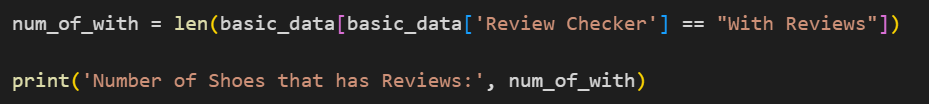 num_of_with = len(basic_data[basic_data['Review Checker'] == "With Reviews"])
print('Number of Shoes that has Reviews:', num_of_with)